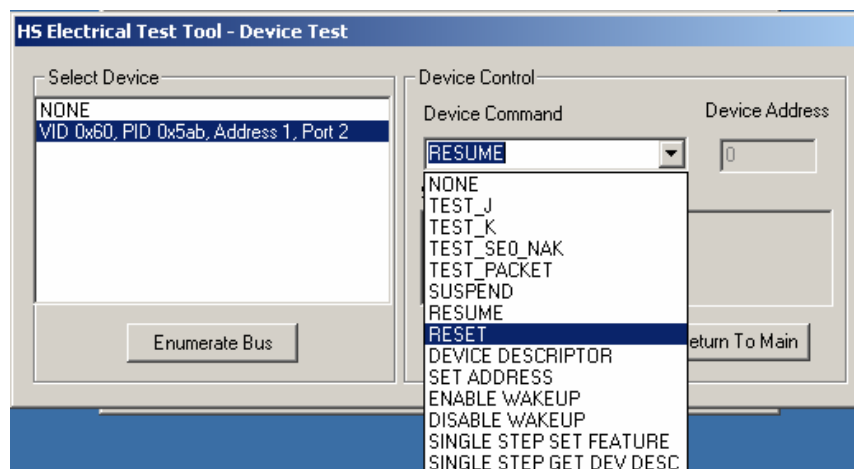 HS Electrical Test Tool - Device Test
Select Device
NONE
VID 0x60, PID 0x5ab, Address 1, Port 2
Enumerate Bus
Device Control
Device Command
Device Address
RESUME
0
NONE
TEST_J
TEST_K
TEST_SE0_NAK
TEST_PACKET
SUSPEND
RESUME
RESET
DEVICE DESCRIPTOR
SET ADDRESS
ENABLE WAKEUP
DISABLE WAKEUP
SINGLE STEP SET FEATURE
SINGLE STEP GET DEV DESC
eturn To Main